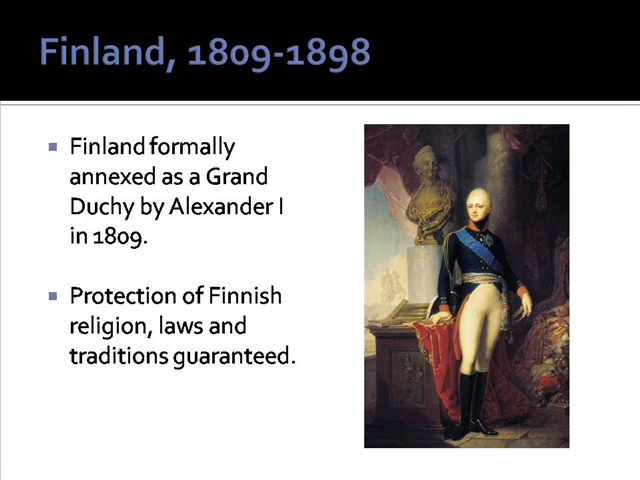 Finland, 1809-1898
Finland formally
annexed as a Grand
Duchy by Alexander I
in 1809.
Protection of Finnish
religion, laws and
traditions guaranteed.